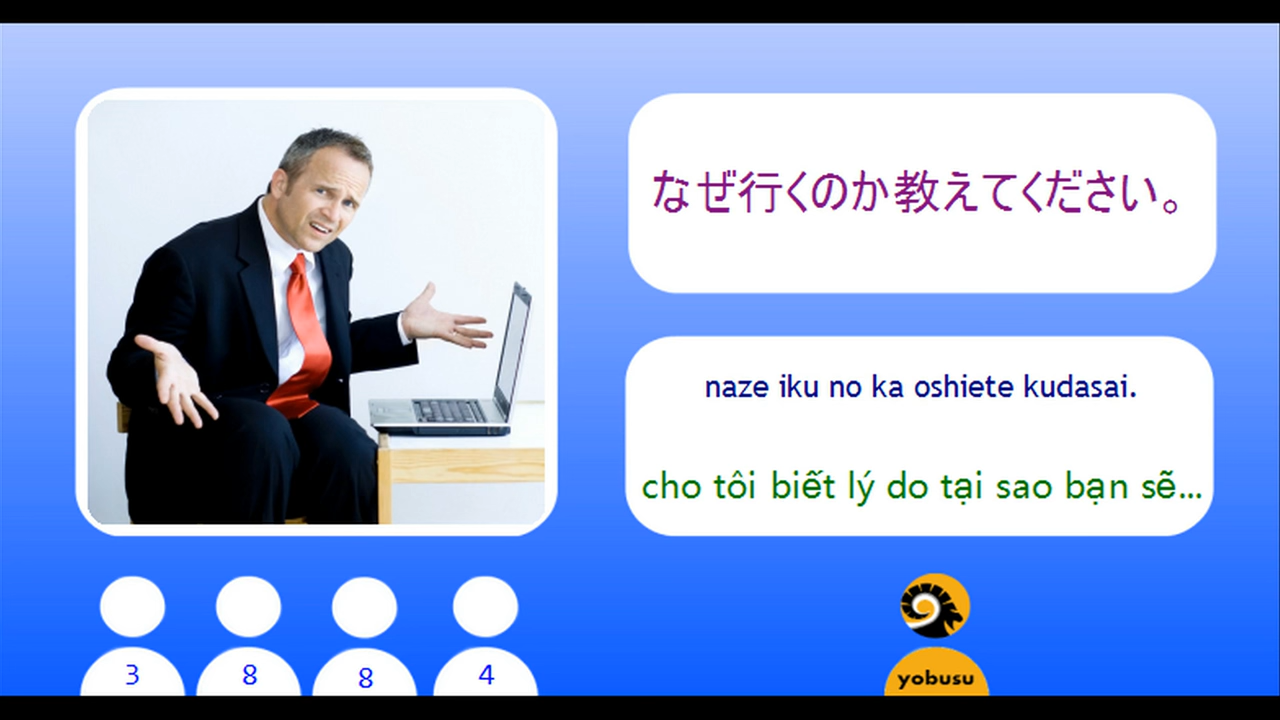 なぜ行くのか教えてください。
naze iku no ka oshiete kudasai.
cho tôi biết lý do tại sao bạn sẽ...
3 8 8 4
yobusu